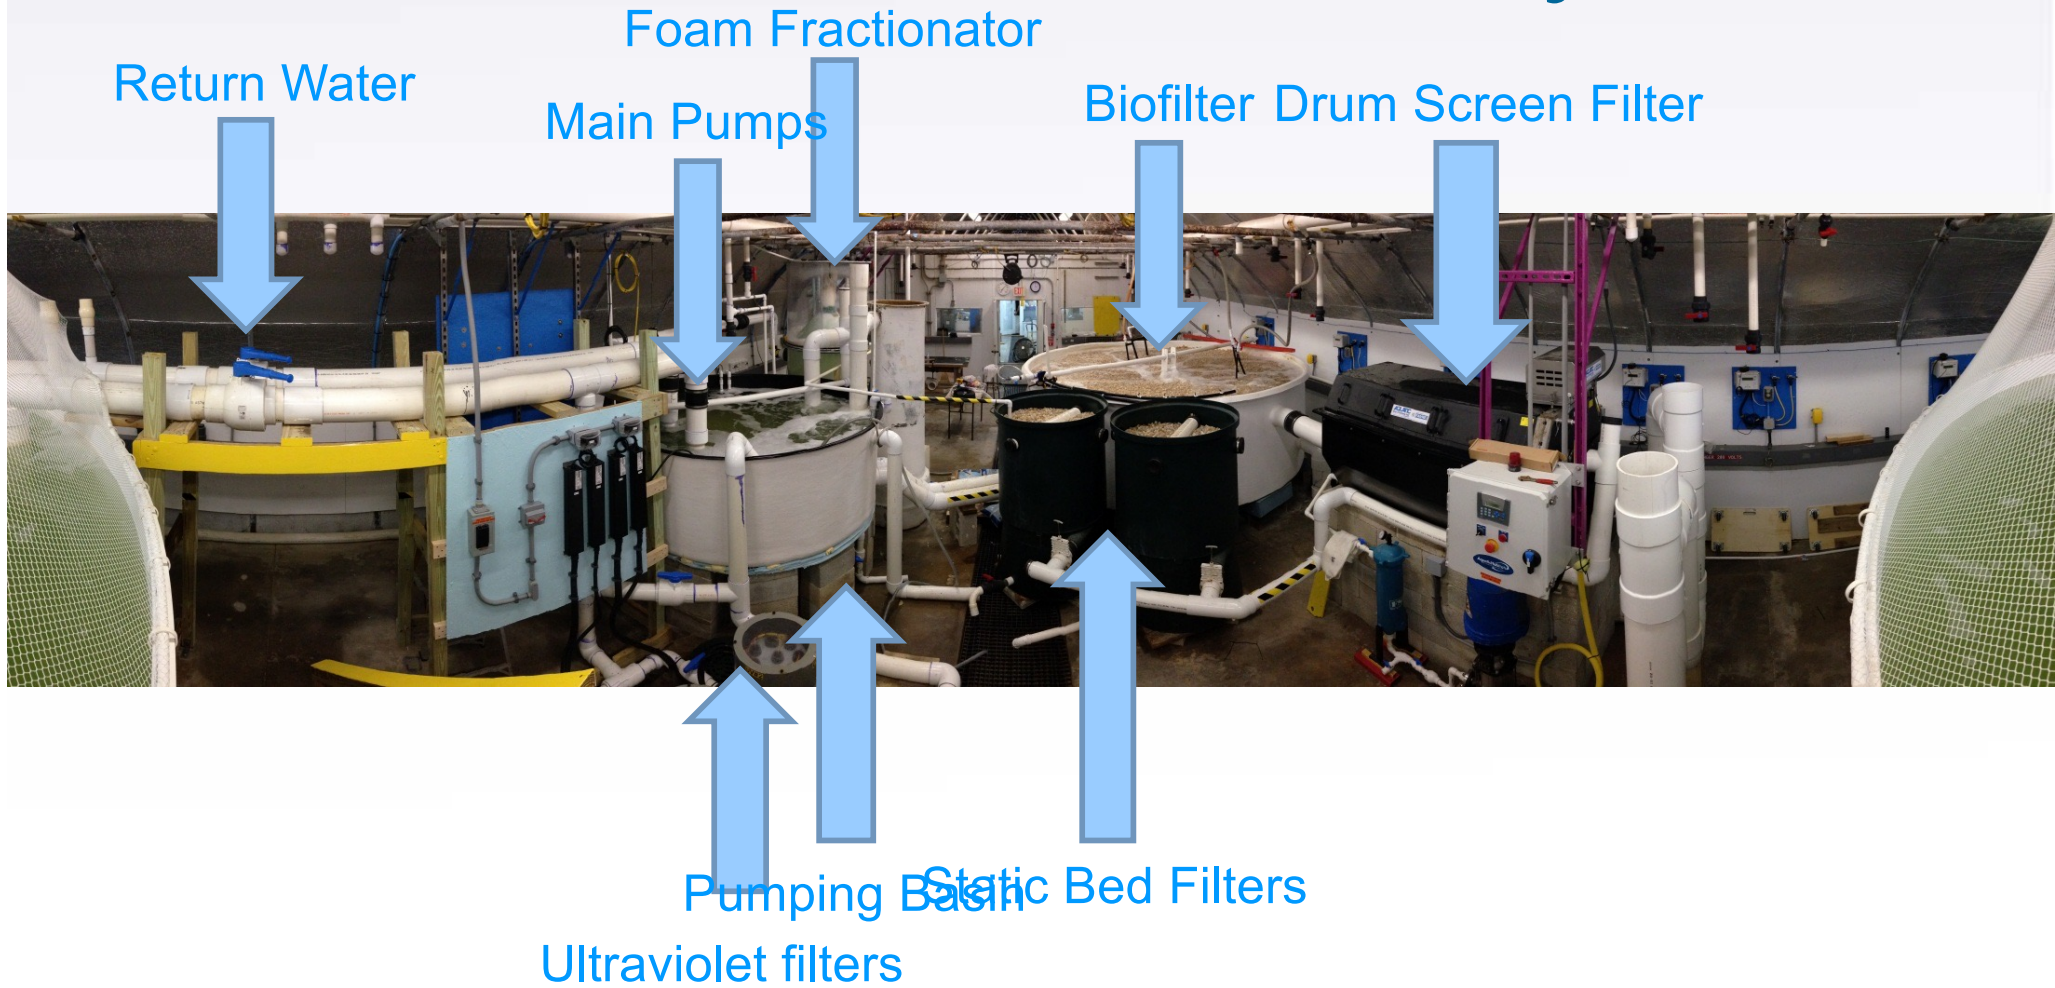 Foam Fractionator
Return Water
Main Pumps
Biofilter
Drum Screen Filter
Static Bed Filters
Pumping Basin
Ultraviolet filters